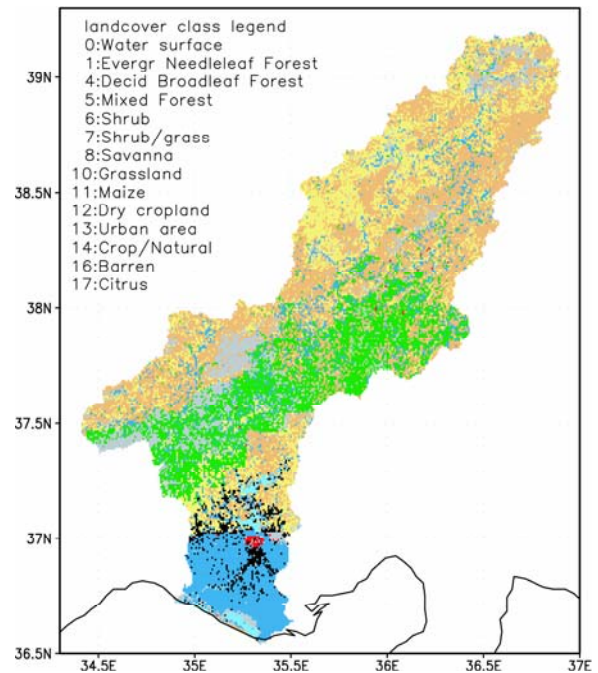 landcover class legend
0:Water surface
1:Evergr Needleleaf Forest
4:Decid Broadleaf Forest
5:Mixed Forest
6:Shrub
7:Shrub/grass
8:Savanna
10:Grassland
11:Maize
12:Dry cropland
13:Urban area
14:Crop/Natural
16:Barren
17:Citrus
39N
38.5N
38N
37.5N
37N
36.5N
34.5E 35E 35.5E 36E 36.5E 37E